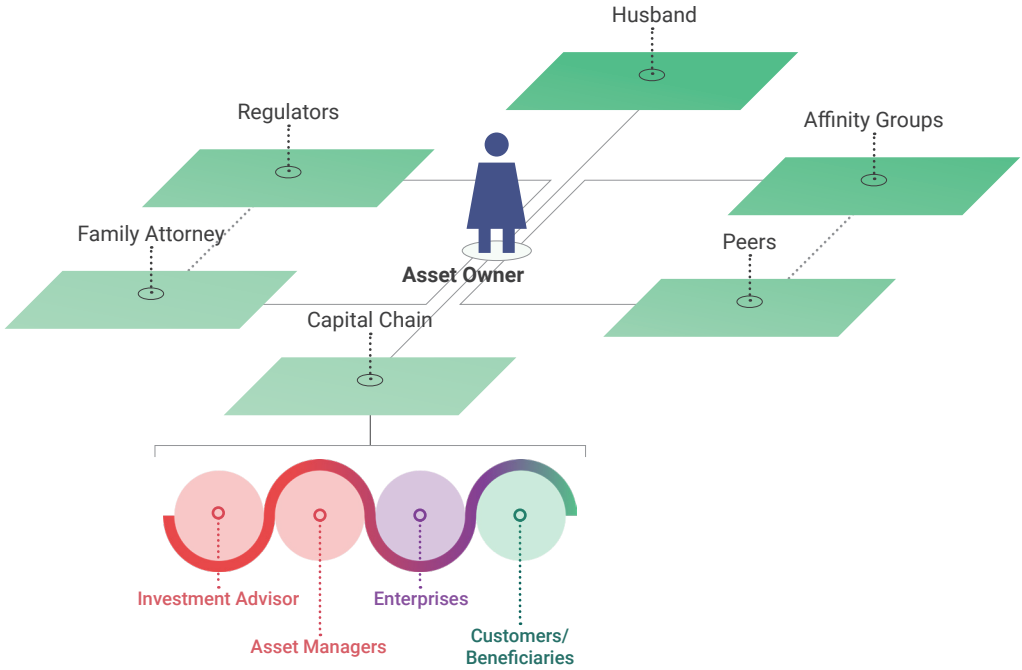 Husband
Regulators
Affinity Groups
Family Attorney
Peers
Asset Owner
Capital Chain
Investment Advisor
Enterprises
Asset Managers
Customers/
Beneficiaries